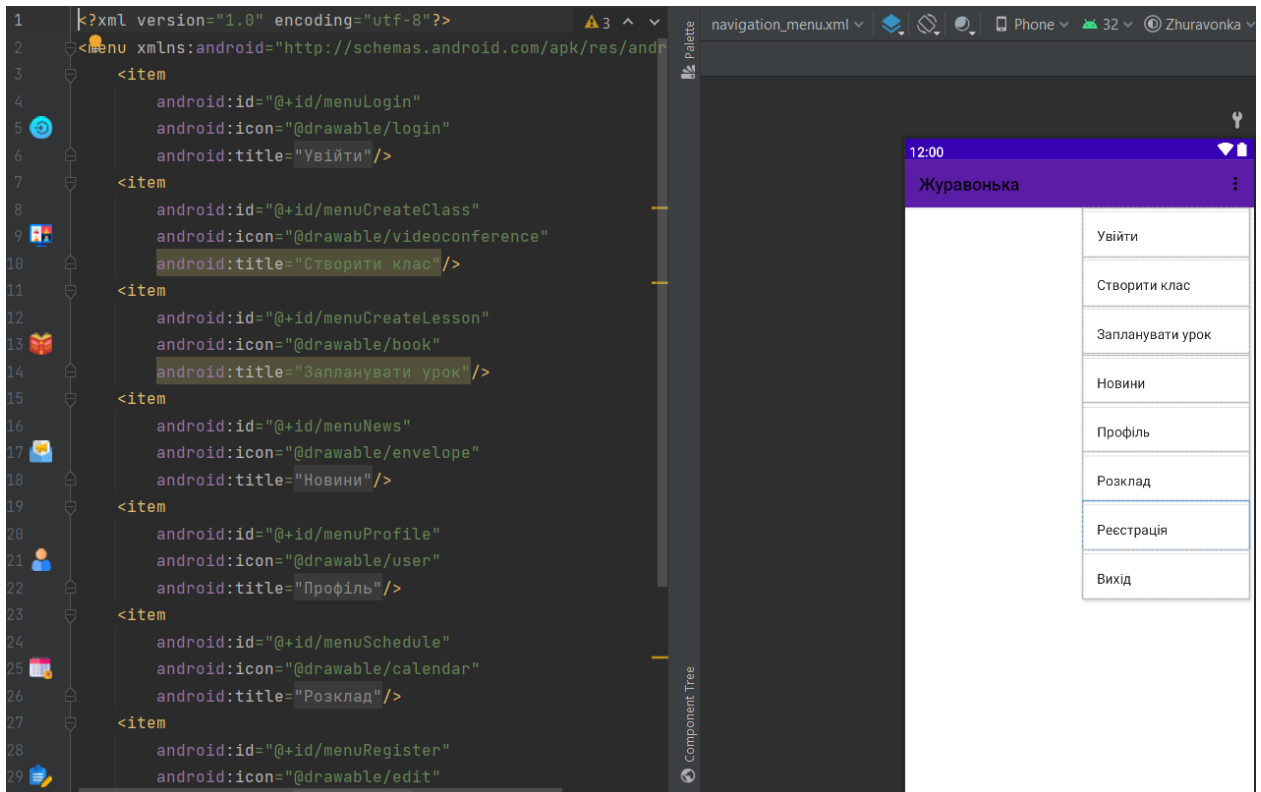 1 <?xml version="1.0" encoding="utf-8"?> 3
2 <menu xmlns:android="http://schemas.android.com/apk/res/andr
3 <item
4 android:id="@+id/menuLogin"
5 android:icon="@drawable/login"
6 android:title="Увійти"/>
7 <item
8 android:id="@+id/menuCreateClass"
9 android:icon="@drawable/videoconference"
10 android:title="Створити клас"/>
11 <item
12 android:id="@+id/menuCreateLesson"
13 android:icon="@drawable/book"
14 android:title="Запланувати урок"/>
15 <item
16 android:id="@+id/menuNews"
17 android:icon="@drawable/envelope"
18 android:title="Новини"/>
19 <item
20 android:id="@+id/menuProfile"
21 android:icon="@drawable/user"
22 android:title="Профіль"/>
23 <item
24 android:id="@+id/menuSchedule"
25 android:icon="@drawable/calendar"
26 android:title="Розклад"/>
27 <item
28 android:id="@+id/menuRegister"
29 android:icon="@drawable/edit"
Palette
Component Tree
navigation_menu.xml Phone 32 Zhuravonka
12:00
Журавонька
Увійти
Створити клас
Запланувати урок
Новини
Профіль
Розклад
Реєстрація
Вихід